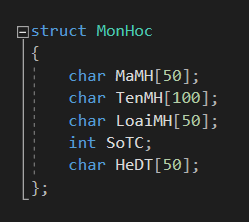 struct MonHoc
{
char MaMH[50];
char TenMH[100];
char LoaiMH[50];
int SoTC;
char HeDT[50];
};